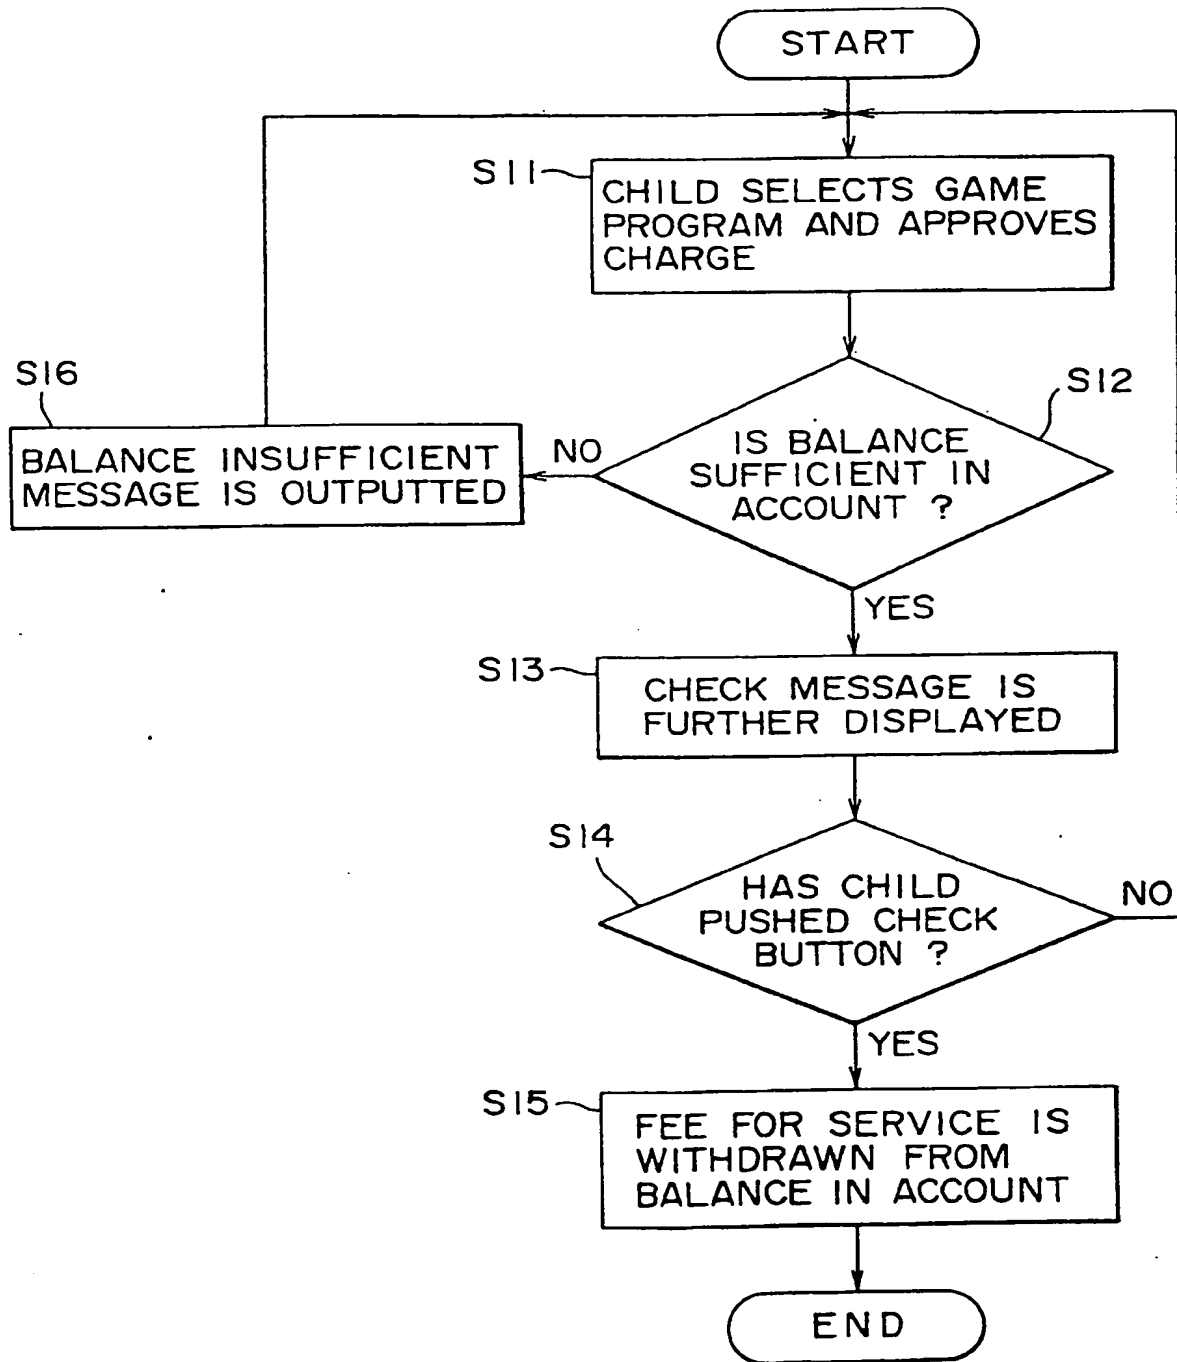 START
S11
CHILD SELECTS GAME
PROGRAM AND APPROVES
CHARGE
S16
S12
BALANCE INSUFFICIENT
MESSAGE IS OUTPUTTED
NO
IS BALANCE
SUFFICIENT IN
ACCOUNT ?
YES
S13
CHECK MESSAGE IS
FURTHER DISPLAYED
S14
HAS CHILD
PUSHED CHECK
BUTTON ?
NO
YES
S15
FEE FOR SERVICE IS
WITHDRAWN FROM
BALANCE IN ACCOUNT
END